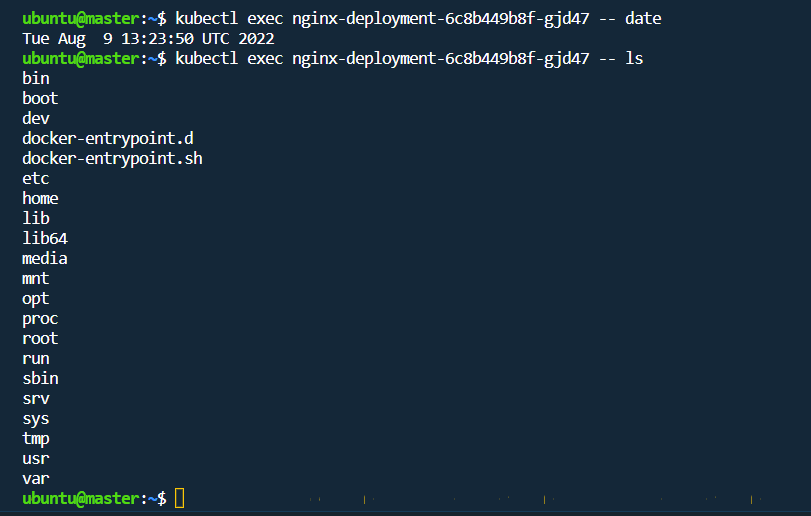 ubuntu@master:~$ kubectl exec nginx-deployment-6c8b449b8f-gjd47 -- date
Tue Aug  9 13:23:50 UTC 2022
ubuntu@master:~$ kubectl exec nginx-deployment-6c8b449b8f-gjd47 -- ls
bin
boot
dev
docker-entrypoint.d
docker-entrypoint.sh
etc
home
lib
lib64
media
mnt
opt
proc
root
run
sbin
srv
sys
tmp
usr
var
ubuntu@master:~$